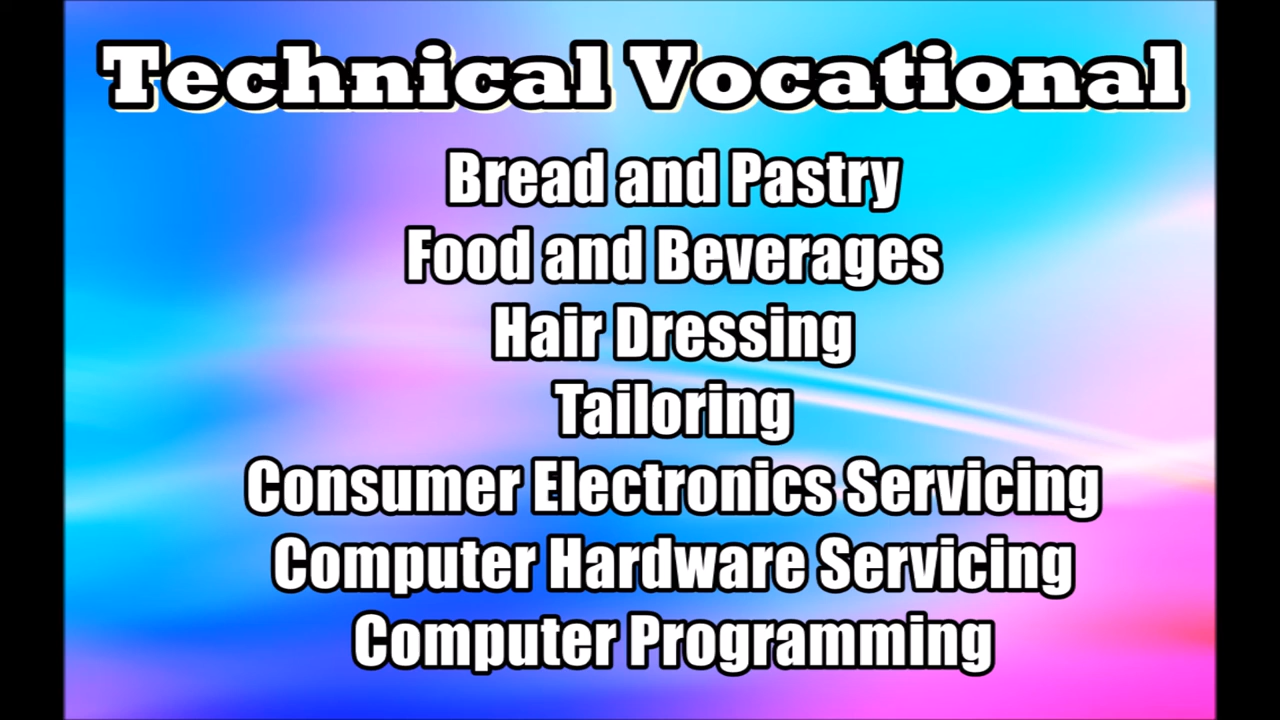 Technical Vocational
Bread and Pastry
Food and Beverages
Hair Dressing
Tailoring
Consumer Electronics Servicing
Computer Hardware Servicing
Computer Programming